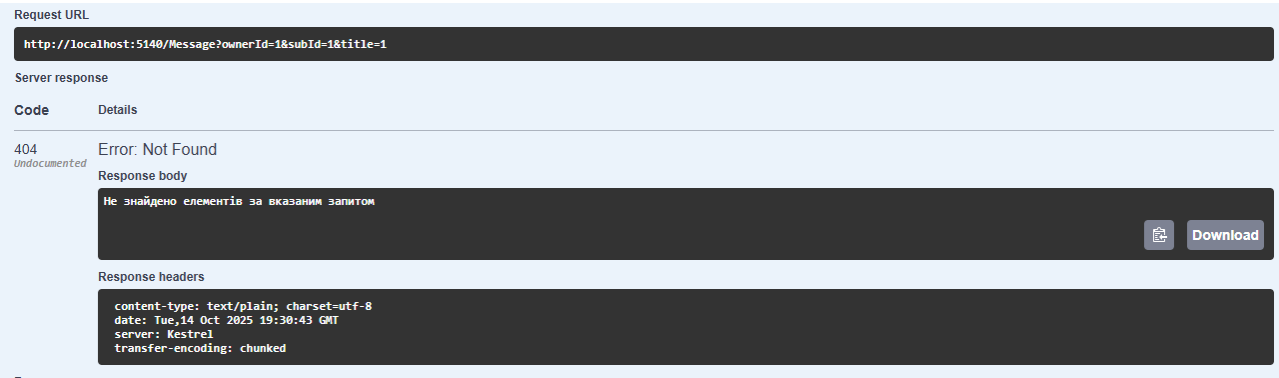 Request URL
http://localhost:5140/Message?ownerId=1&subId=1&title=1
Server response
Code Details
404 Error: Not Found
Undocumented
Response body
Не знайдено елементів за вказаним запитом
Download
Response headers
content-type: text/plain; charset=utf-8
date: Tue,14 Oct 2025 19:30:43 GMT
server: Kestrel
transfer-encoding: chunked